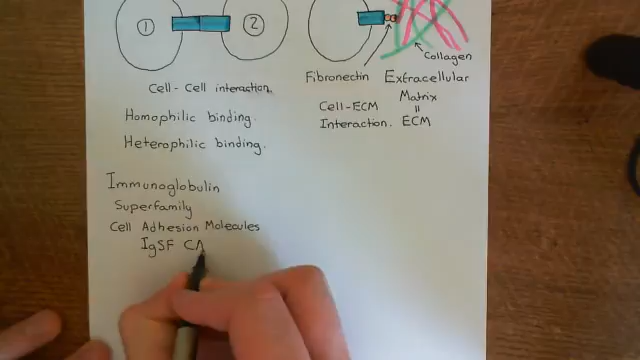 1
2
Collagen
Fibronectin
Extracellular
Matrix
=
ECM
Cell-Cell interaction.
Cell-ECM
Interaction.
Homophilic binding.
Heterophilic binding.
Immunoglobulin
Superfamily
Cell Adhesion Molecules
IgSF CA